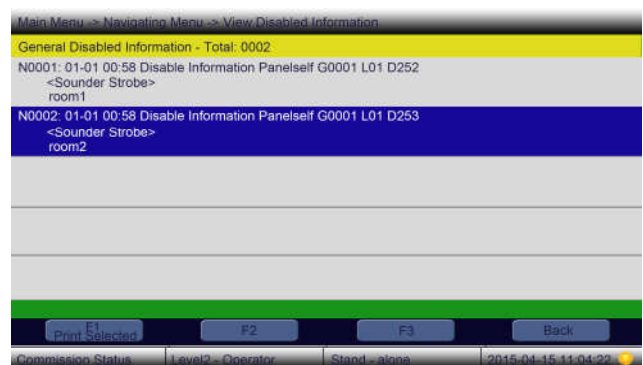 Main Menu -> Navigating Menu -> View Disabled Information
General Disabled Information - Total: 0002
N0001: 01-01 00:58 Disable Information Panelself G0001 L01 D252
<Sounder Strobe>
room1
N0002: 01-01 00:58 Disable Information Panelself G0001 L01 D253
<Sounder Strobe>
room2
F1
Print Selected
F2
F3
Back
Commission Status
Level2 - Operator
Stand - alone
2015-04-15 11:04:22